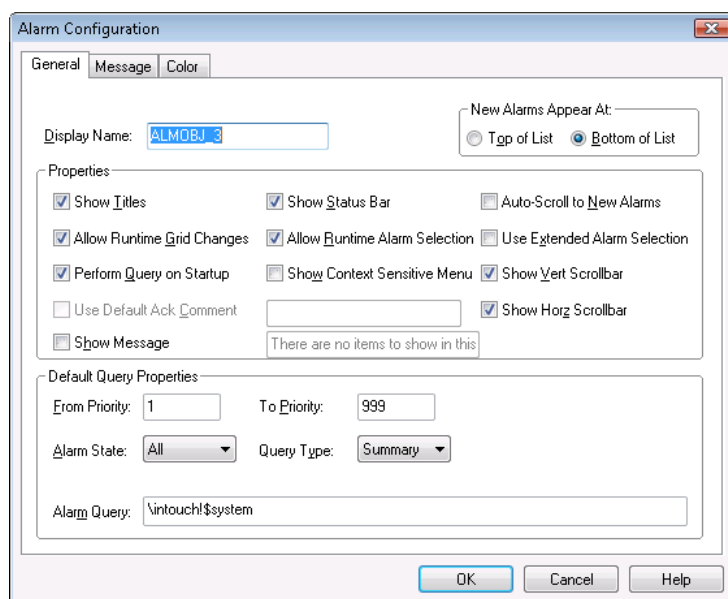 Alarm Configuration
General Message Color
New Alarms Appear At:
Display Name: ALMOBJ_3
Top of List Bottom of List
Properties
Show Titles Show Status Bar Auto-Scroll to New Alarms
Allow Runtime Grid Changes Allow Runtime Alarm Selection Use Extended Alarm Selection
Perform Query on Startup Show Context Sensitive Menu Show Vert Scrollbar
Use Default Ack Comment Show Horz Scrollbar
Show Message There are no items to show in this
Default Query Properties
From Priority: 1 To Priority: 999
Alarm State: All Query Type: Summary
Alarm Query: \intouch!$system
OK Cancel Help